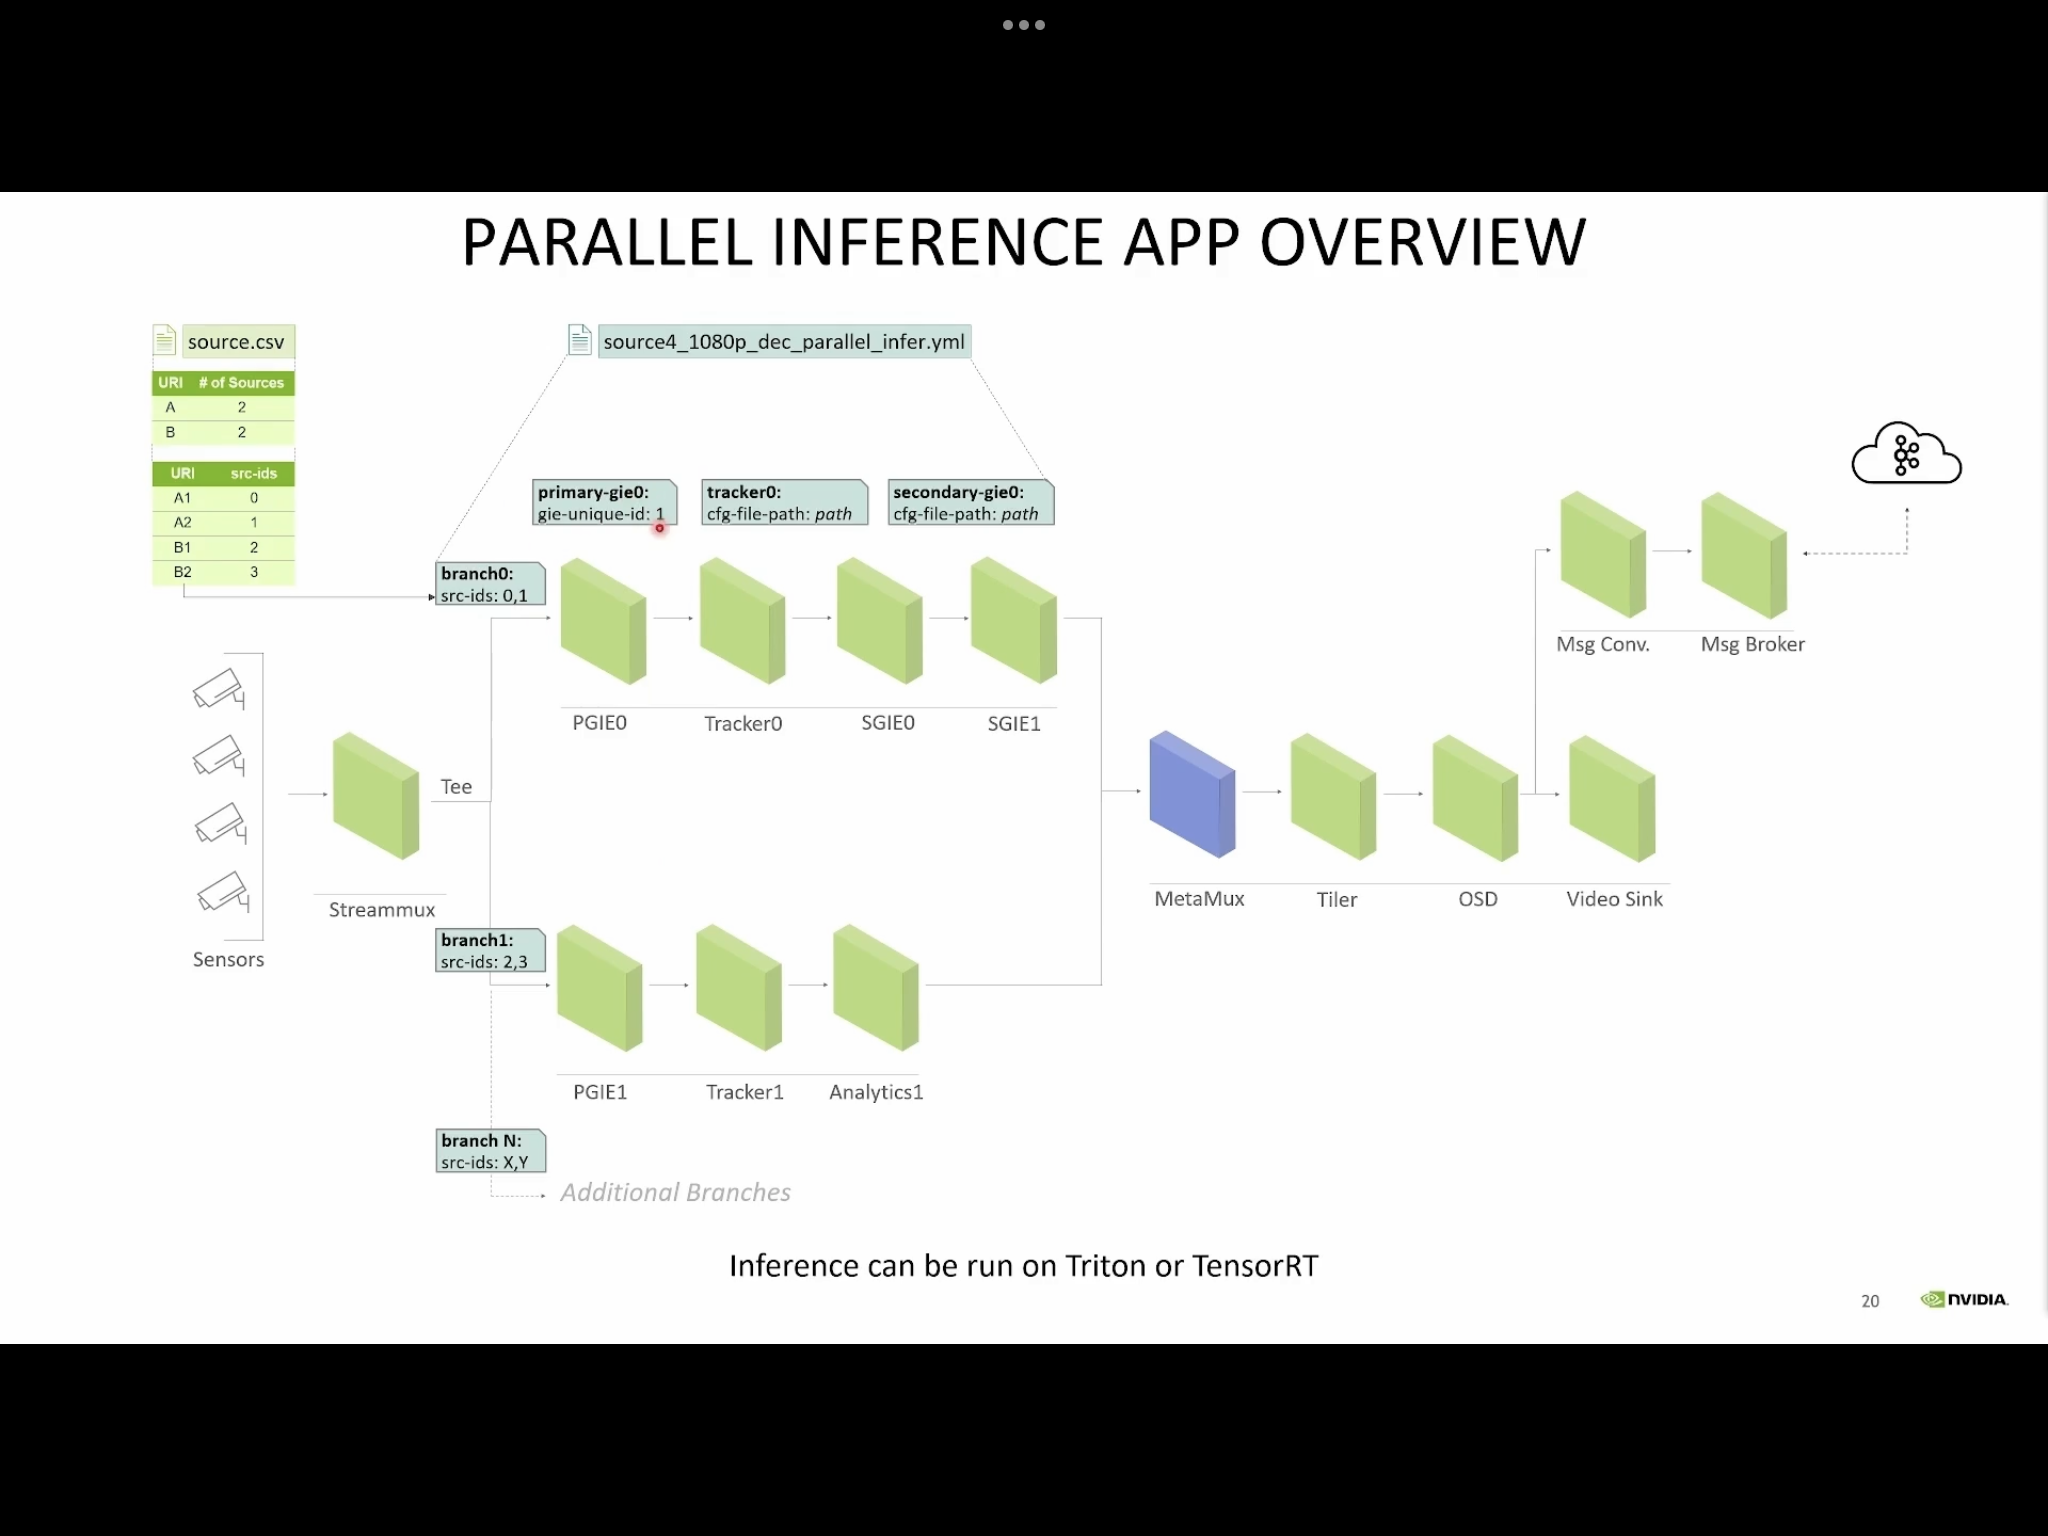 PARALLEL INFERENCE APP OVERVIEW
source.csv
URI # of Sources
A 2
B 2
URI src-ids
A1 0
A2 1
B1 2
B2 3
source4_1080p_dec_parallel_infer.yml
primary-gie0:
gie-unique-id: 1
tracker0:
cfg-file-path: path
secondary-gie0:
cfg-file-path: path
branch0:
src-ids: 0,1
PGIE0
Tracker0
SGIE0
SGIE1
Msg Conv.
Msg Broker
Sensors
Streammux
Tee
MetaMux
Tiler
OSD
Video Sink
branch1:
src-ids: 2,3
PGIE1
Tracker1
Analytics1
branch N:
src-ids: X,Y
Additional Branches
Inference can be run on Triton or TensorRT
20
NVIDIA.